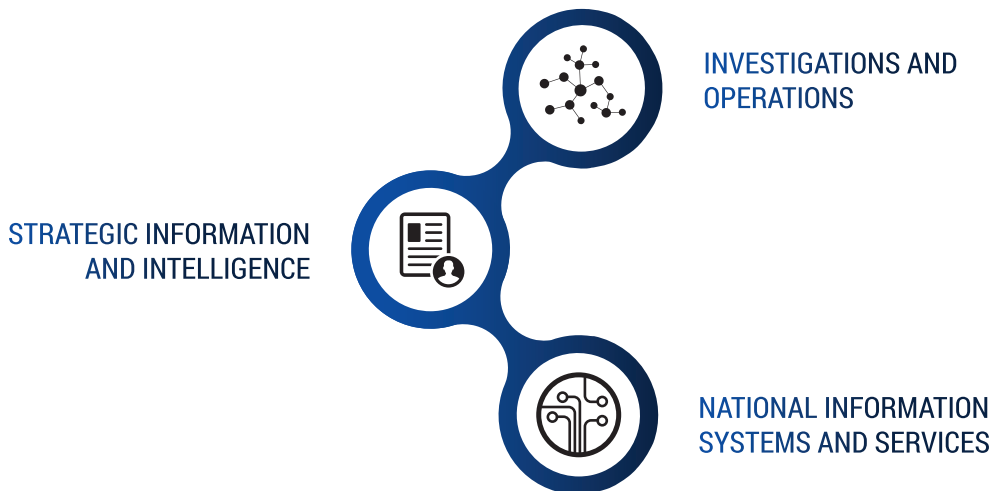 INVESTIGATIONS AND
OPERATIONS
STRATEGIC INFORMATION
AND INTELLIGENCE
NATIONAL INFORMATION
SYSTEMS AND SERVICES